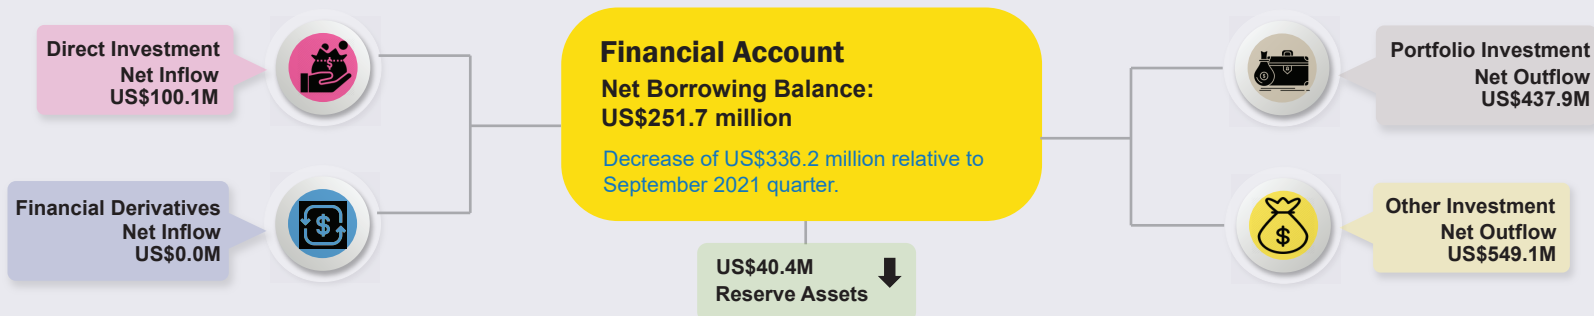 Direct Investment
Net Inflow
US$100.1M
Financial Derivatives
Net Inflow
US$0.0M
Financial Account
Net Borrowing Balance:
US$251.7 million
Decrease of US$336.2 million relative to
September 2021 quarter.
US$40.4M
Reserve Assets
Portfolio Investment
Net Outflow
US$437.9M
Other Investment
Net Outflow
US$549.1M